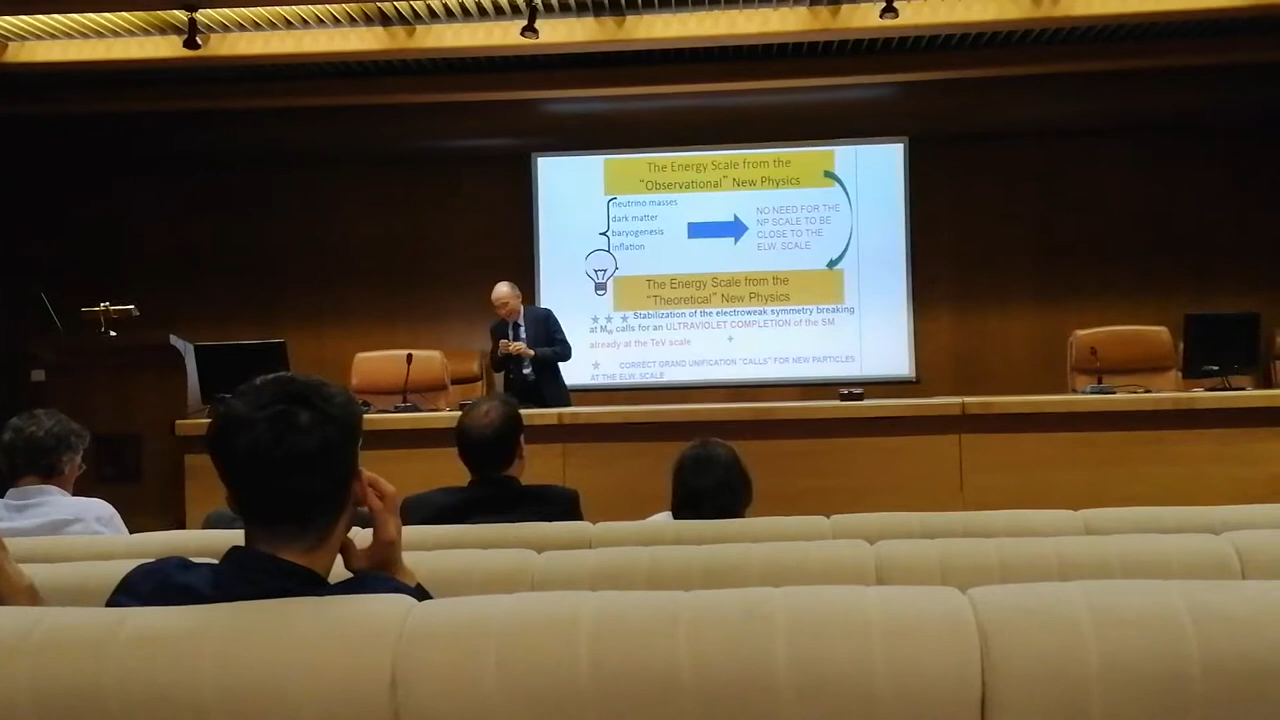 The Energy Scale from the
“Observational” New Physics
neutrino masses
dark matter
baryogenesis
inflation
NO NEED FOR THE
NP SCALE TO BE
CLOSE TO THE
ELW. SCALE
The Energy Scale from the
“Theoretical” New Physics
Stabilization of the electroweak symmetry breaking
at MW calls for an ULTRAVIOLET COMPLETION of the SM
already at the TeV scale
+
CORRECT GRAND UNIFICATION “CALLS” FOR NEW PARTICLES
AT THE ELW. SCALE